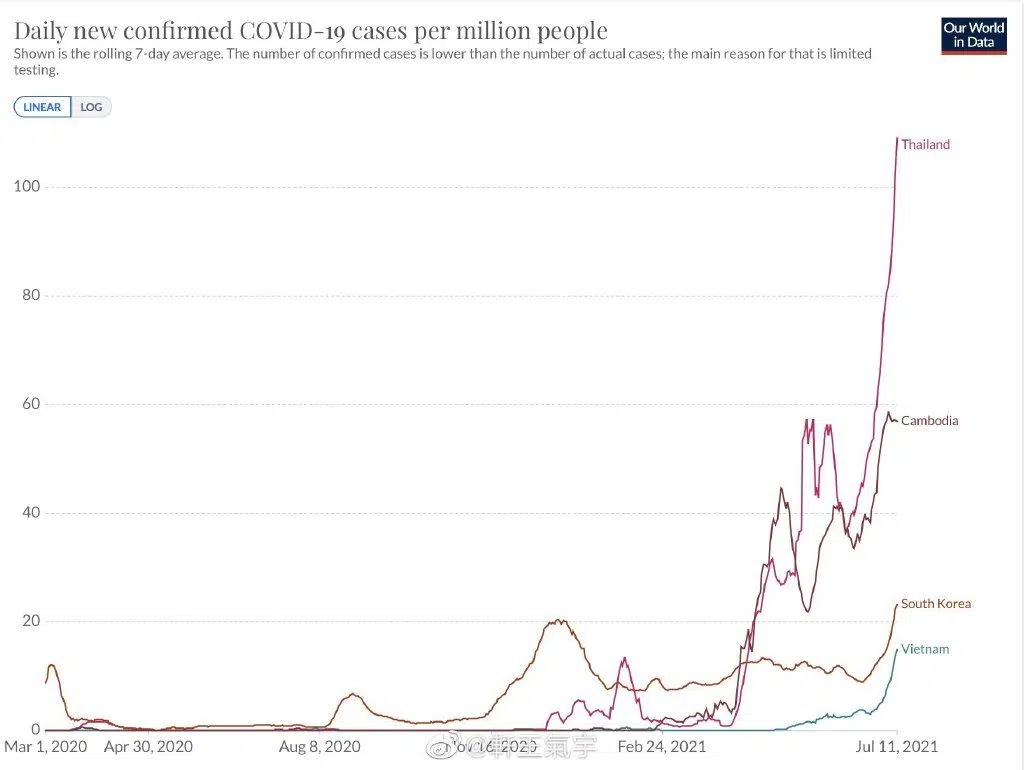 Daily new confirmed COVID-19 cases per million people
Our World
in Data
Shown is the rolling 7-day average. The number of confirmed cases is lower than the number of actual cases; the main reason for that is limited
testing.
LINEAR LOG
Thailand
100
80
60
Cambodia
40
20
South Korea
Vietnam
0
Mar 1, 2020 Apr 30, 2020 Aug 8, 2020 Nov 16, 2020 Feb 24, 2021 Jul 11, 2021